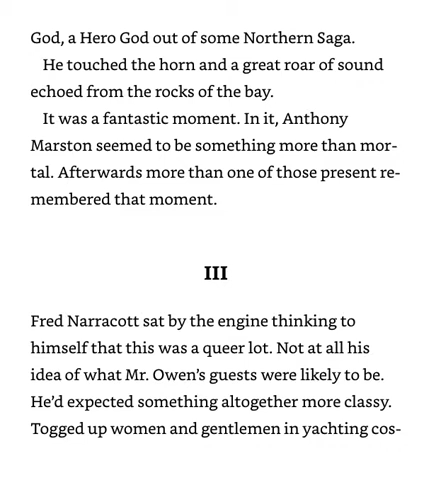 God, a Hero God out of some Northern Saga.
He touched the horn and a great roar of sound
echoed from the rocks of the bay.
It was a fantastic moment. In it, Anthony
Marston seemed to be something more than mor-
tal. Afterwards more than one of those present re-
membered that moment.
III
Fred Narracott sat by the engine thinking to
himself that this was a queer lot. Not at all his
idea of what Mr. Owen’s guests were likely to be.
He’d expected something altogether more classy.
Togged up women and gentlemen in yachting cos-